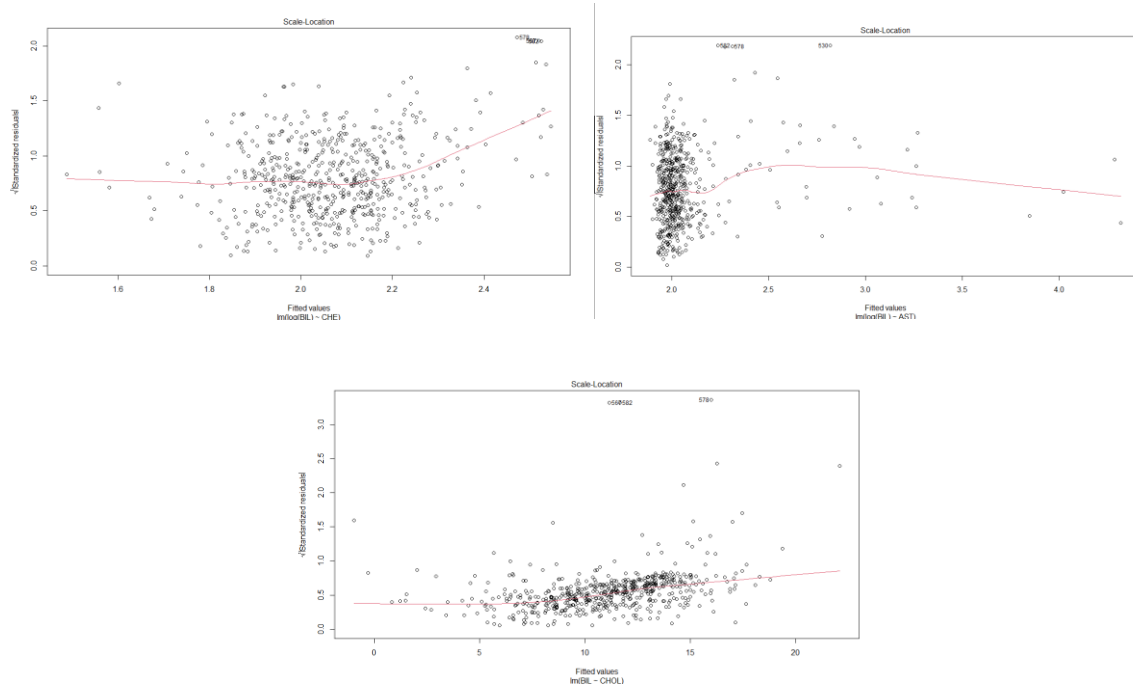 Scale-Location
√|Standardized residuals|
2.0
1.5
1.0
0.5
0.0
578
1.6 1.8 2.0 2.2 2.4
Fitted values
lm(log(BIL) ~ CHE)
Scale-Location
√|Standardized residuals|
2.0
1.5
1.0
0.5
0.0
582 578 530
2.0 2.5 3.0 3.5 4.0
Fitted values
lm(log(BIL) ~ AST)
Scale-Location
√|Standardized residuals|
3.0
2.5
2.0
1.5
1.0
0.5
0.0
582 578
0 5 10 15 20
Fitted values
lm(BIL ~ CHOL)